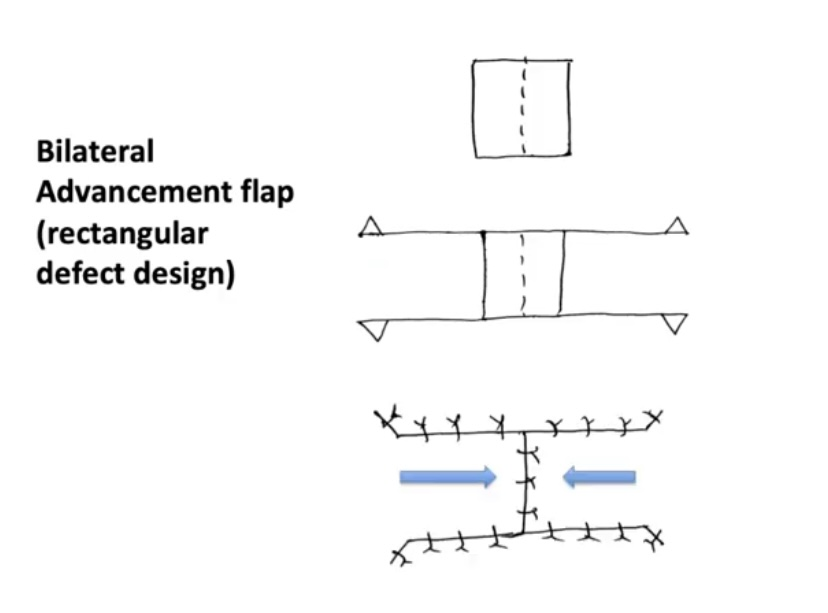 Bilateral
Advancement flap
(rectangular
defect design)